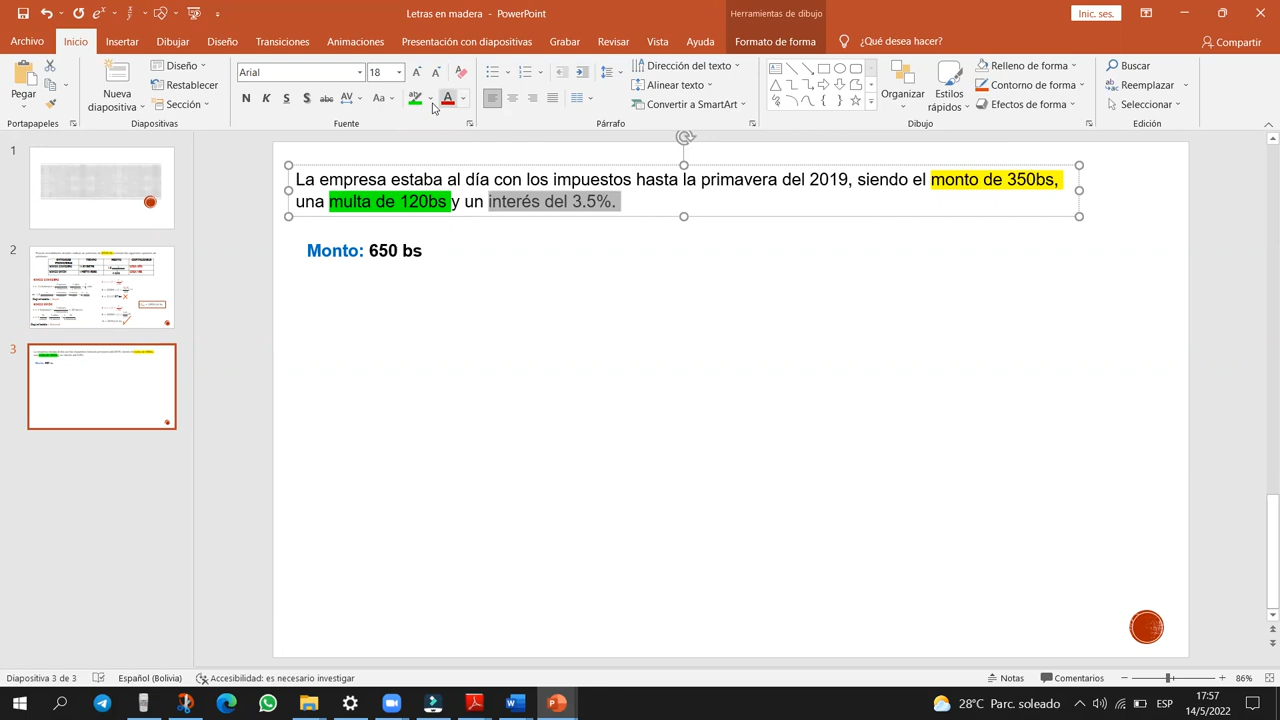 Letras en madera - PowerPoint
Herramientas de dibujo
Inic. ses.
Archivo Inicio Insertar Dibujar Diseño Transiciones Animaciones Presentación con diapositivas Grabar Revisar Vista Ayuda Formato de forma ¿Qué desea hacer? Compartir
Pegar
Portapapeles
Nueva
diapositiva
Diseño
Restablecer
Sección
Diapositivas
Arial 18
N K S S abc AV Aa A
Fuente
Dirección del texto
Alinear texto
Convertir a SmartArt
Párrafo
Organizar
Estilos
rápidos
Relleno de forma
Contorno de forma
Efectos de forma
Dibujo
Buscar
Reemplazar
Seleccionar
Edición
1
2
3
La empresa estaba al día con los impuestos hasta la primavera del 2019, siendo el monto de 350bs,
una multa de 120bs y un interés del 3.5%.
Monto: 650 bs
Diapositiva 3 de 3
Español (Bolivia)
Accesibilidad: es necesario investigar
Notas
Comentarios
86%
28°C Parc. soleado
ESP
17:57
14/5/2022